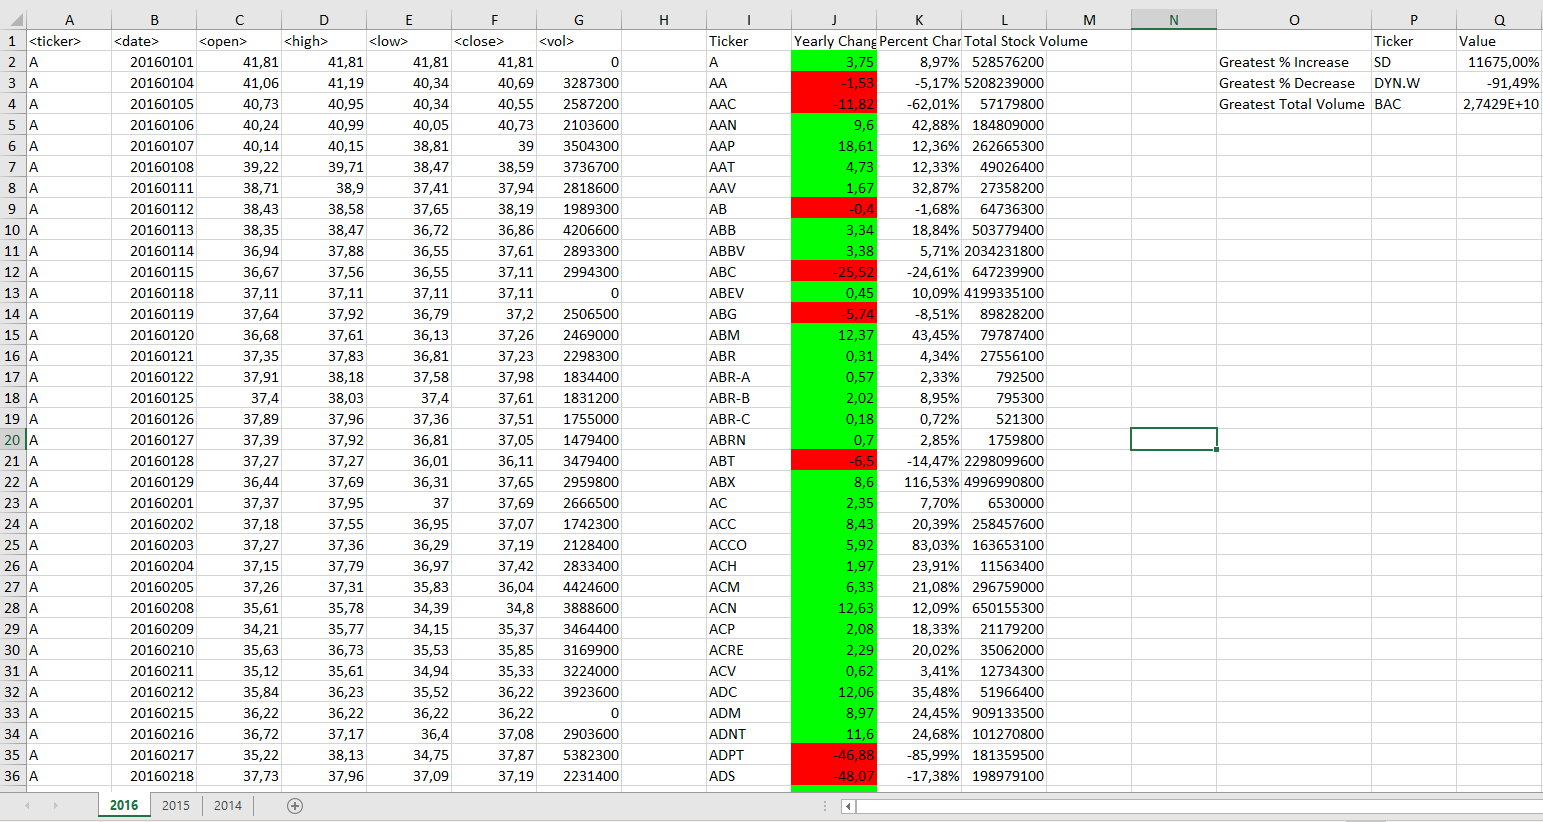 A B C D E F G H I J K L M N O P Q
1 <ticker> <date> <open> <high> <low> <close> <vol> Ticker Yearly Chang Percent Char Total Stock Volume Ticker Value
2 A 20160101 41,81 41,81 41,81 41,81 0 A 3,75 8,97% 528576200 Greatest % Increase SD 11675,00%
3 A 20160104 41,06 41,19 40,34 40,69 3287300 AA -1,53 -5,17% 5208239000 Greatest % Decrease DYN.W -91,49%
4 A 20160105 40,73 40,95 40,34 40,55 2587200 AAC -11,82 -62,01% 57179800 Greatest Total Volume BAC 2,7429E+10
5 A 20160106 40,24 40,99 40,05 40,73 2103600 AAN 9,6 42,88% 184809000
6 A 20160107 40,14 40,15 38,81 39 3504300 AAP 18,61 12,36% 262665300
7 A 20160108 39,22 39,71 38,47 38,59 3736700 AAT 4,73 12,33% 49026400
8 A 20160111 38,71 38,9 37,41 37,94 2818600 AAV 1,67 32,87% 27358200
9 A 20160112 38,43 38,58 37,65 38,19 1989300 AB -0,4 -1,68% 64736300
10 A 20160113 38,35 38,47 36,72 36,86 4206600 ABB 3,34 18,84% 503779400
11 A 20160114 36,94 37,88 36,55 37,61 2893300 ABBV 3,38 5,71% 2034231800
12 A 20160115 36,67 37,56 36,55 37,11 2994300 ABC -25,52 -24,61% 647239900
13 A 20160118 37,11 37,11 37,11 37,11 0 ABEV 0,45 10,09% 4199335100
14 A 20160119 37,64 37,92 36,79 37,2 2506500 ABG -5,74 -8,51% 89828200
15 A 20160120 36,68 37,61 36,13 37,26 2469000 ABM 12,37 43,45% 79787400
16 A 20160121 37,35 37,83 36,81 37,23 2298300 ABR 0,31 4,34% 27556100
17 A 20160122 37,91 38,18 37,58 37,98 1834400 ABR-A 0,57 2,33% 792500
18 A 20160125 37,4 38,03 37,4 37,61 1831200 ABR-B 2,02 8,95% 795300
19 A 20160126 37,89 37,96 37,36 37,51 1755000 ABR-C 0,18 0,72% 521300
20 A 20160127 37,39 37,92 36,81 37,05 1479400 ABRN 0,7 2,85% 1759800
21 A 20160128 37,27 37,27 36,01 36,11 3479400 ABT -6,5 -14,47% 2298099600
22 A 20160129 36,44 37,69 36,31 37,65 2959800 ABX 8,6 116,53% 4996990800
23 A 20160201 37,37 37,95 37 37,69 2666500 AC 2,35 7,70% 6530000
24 A 20160202 37,18 37,55 36,95 37,07 1742300 ACC 8,43 20,39% 258457600
25 A 20160203 37,27 37,36 36,29 37,19 2128400 ACCO 5,92 83,03% 163653100
26 A 20160204 37,15 37,79 36,97 37,42 2833400 ACH 1,97 23,91% 11563400
27 A 20160205 37,26 37,31 35,83 36,04 4424600 ACM 6,33 21,08% 296759000
28 A 20160208 35,61 35,78 34,39 34,8 3888600 ACN 12,63 12,09% 650155300
29 A 20160209 34,21 35,77 34,15 35,37 3464400 ACP 2,08 18,33% 21179200
30 A 20160210 35,63 36,73 35,53 35,85 3169900 ACRE 2,29 20,02% 35062000
31 A 20160211 35,12 35,61 34,94 35,33 3224000 ACV 0,62 3,41% 12734300
32 A 20160212 35,84 36,23 35,52 36,22 3923600 ADC 12,06 35,48% 51966400
33 A 20160215 36,22 36,22 36,22 36,22 0 ADM 8,97 24,45% 909133500
34 A 20160216 36,72 37,17 36,4 37,08 2903600 ADNT 11,6 24,68% 101270800
35 A 20160217 35,22 38,13 34,75 37,87 5382300 ADPT -46,88 -85,99% 181359500
36 A 20160218 37,73 37,96 37,09 37,19 2231400 ADS -48,07 -17,38% 198979100
2016 2015 2014